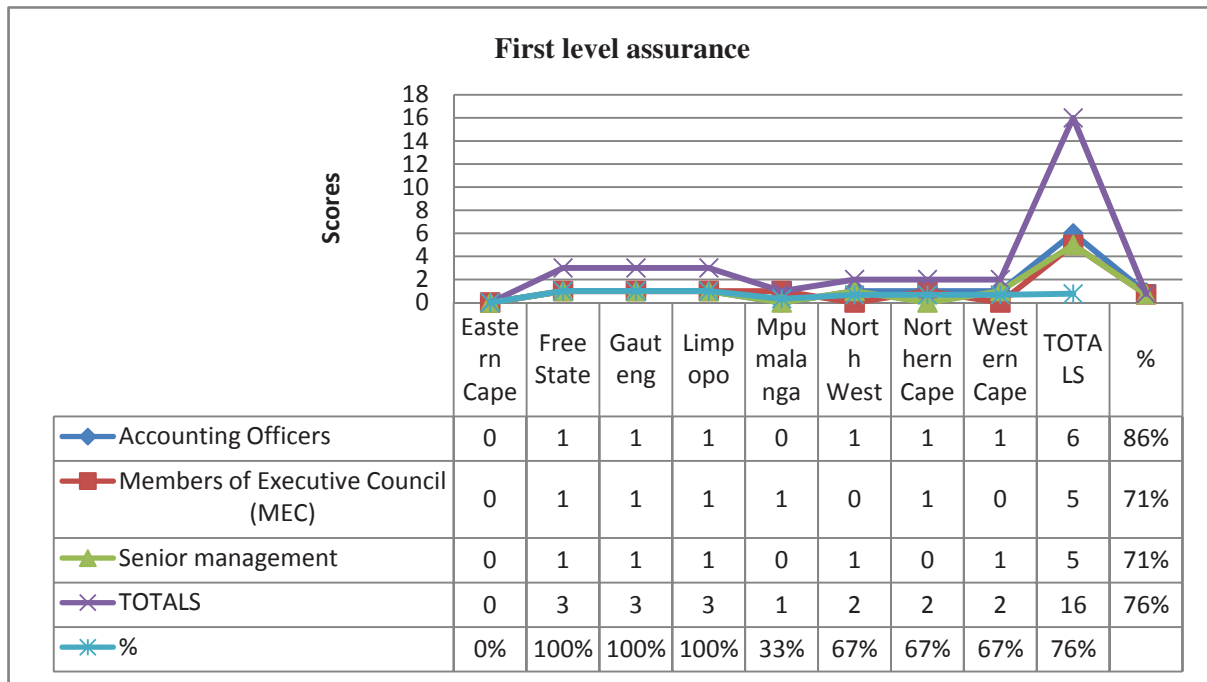 First level assurance
18
16
14
12
10
8
6
4
2
0
Scores
Easte
rn
Cape
Free
State
Gaut
eng
Limp
opo
Mpu
mala
nga
Nort
h
West
Nor
thern
Cape
West
ern
Cape
TOTA
LS
%
Accounting Officers 0 1 1 1 0 1 1 1 6 86%
Members of Executive Council
(MEC) 0 1 1 1 1 0 1 0 5 71%
Senior management 0 1 1 1 0 1 0 1 5 71%
TOTALS 0 3 3 3 1 2 2 2 16 76%
% 0% 100% 100% 100% 33% 67% 67% 67% 76%